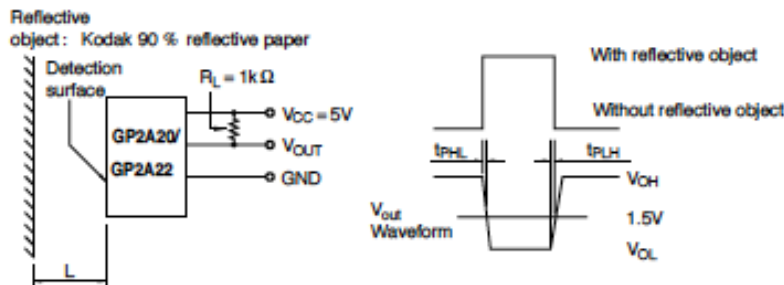 Reflective
object : Kodak 90 % reflective paper
Detection
surface
RL = 1k Ω
VCC = 5V
GP2A20/
GP2A22
VOUT
GND
L
With reflective object
Without reflective object
tPHL
tPLH
VOH
Vout
Waveform
1.5V
VOL